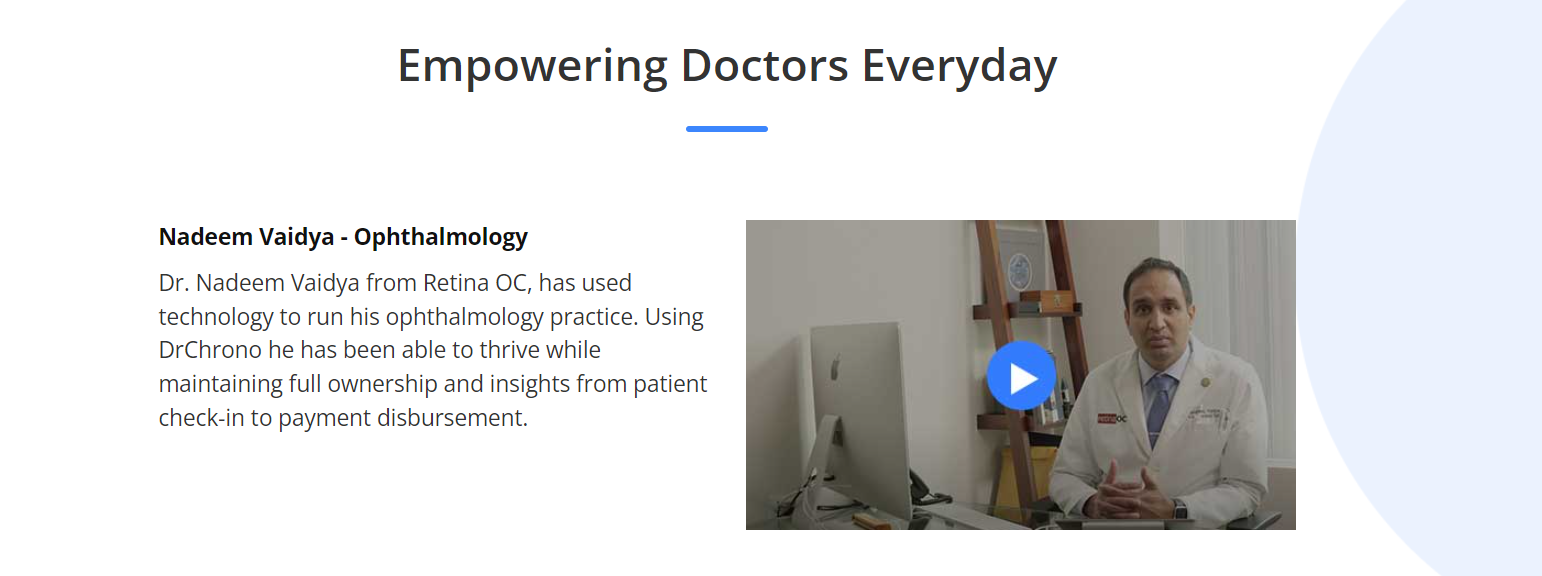 Empowering Doctors Everyday
Nadeem Vaidya - Ophthalmology
Dr. Nadeem Vaidya from Retina OC, has used
technology to run his ophthalmology practice. Using
DrChrono he has been able to thrive while
maintaining full ownership and insights from patient
check-in to payment disbursement.
OC